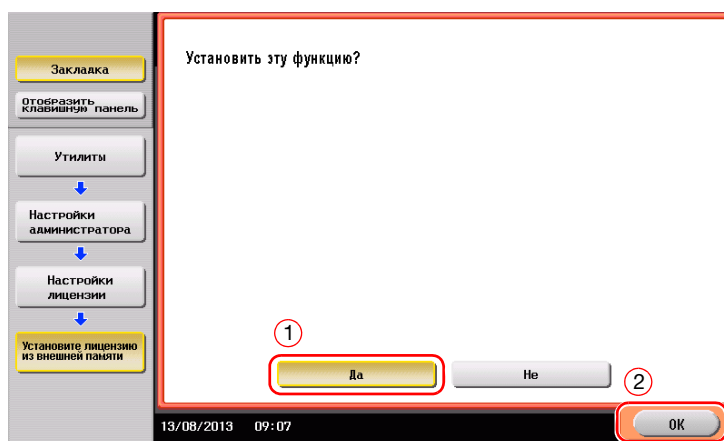 Закладка
Отобразить
клавишную панель
Утилиты
Настройки
администратора
Настройки
лицензии
Установите лицензию
из внешней памяти
Установить эту функцию?
1
Да
Не
2
13/08/2013 09:07
OK